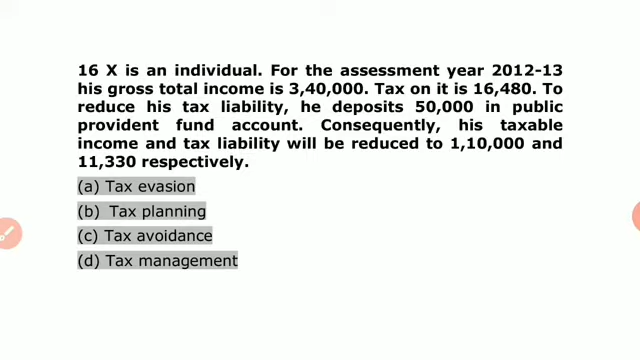 16 X is an individual. For the assessment year 2012-13
his gross total income is 3,40,000. Tax on it is 16,480. To
reduce his tax liability, he deposits 50,000 in public
provident fund account. Consequently, his taxable
income and tax liability will be reduced to 1,10,000 and
11,330 respectively.
(a) Tax evasion
(b) Tax planning
(c) Tax avoidance
(d) Tax management